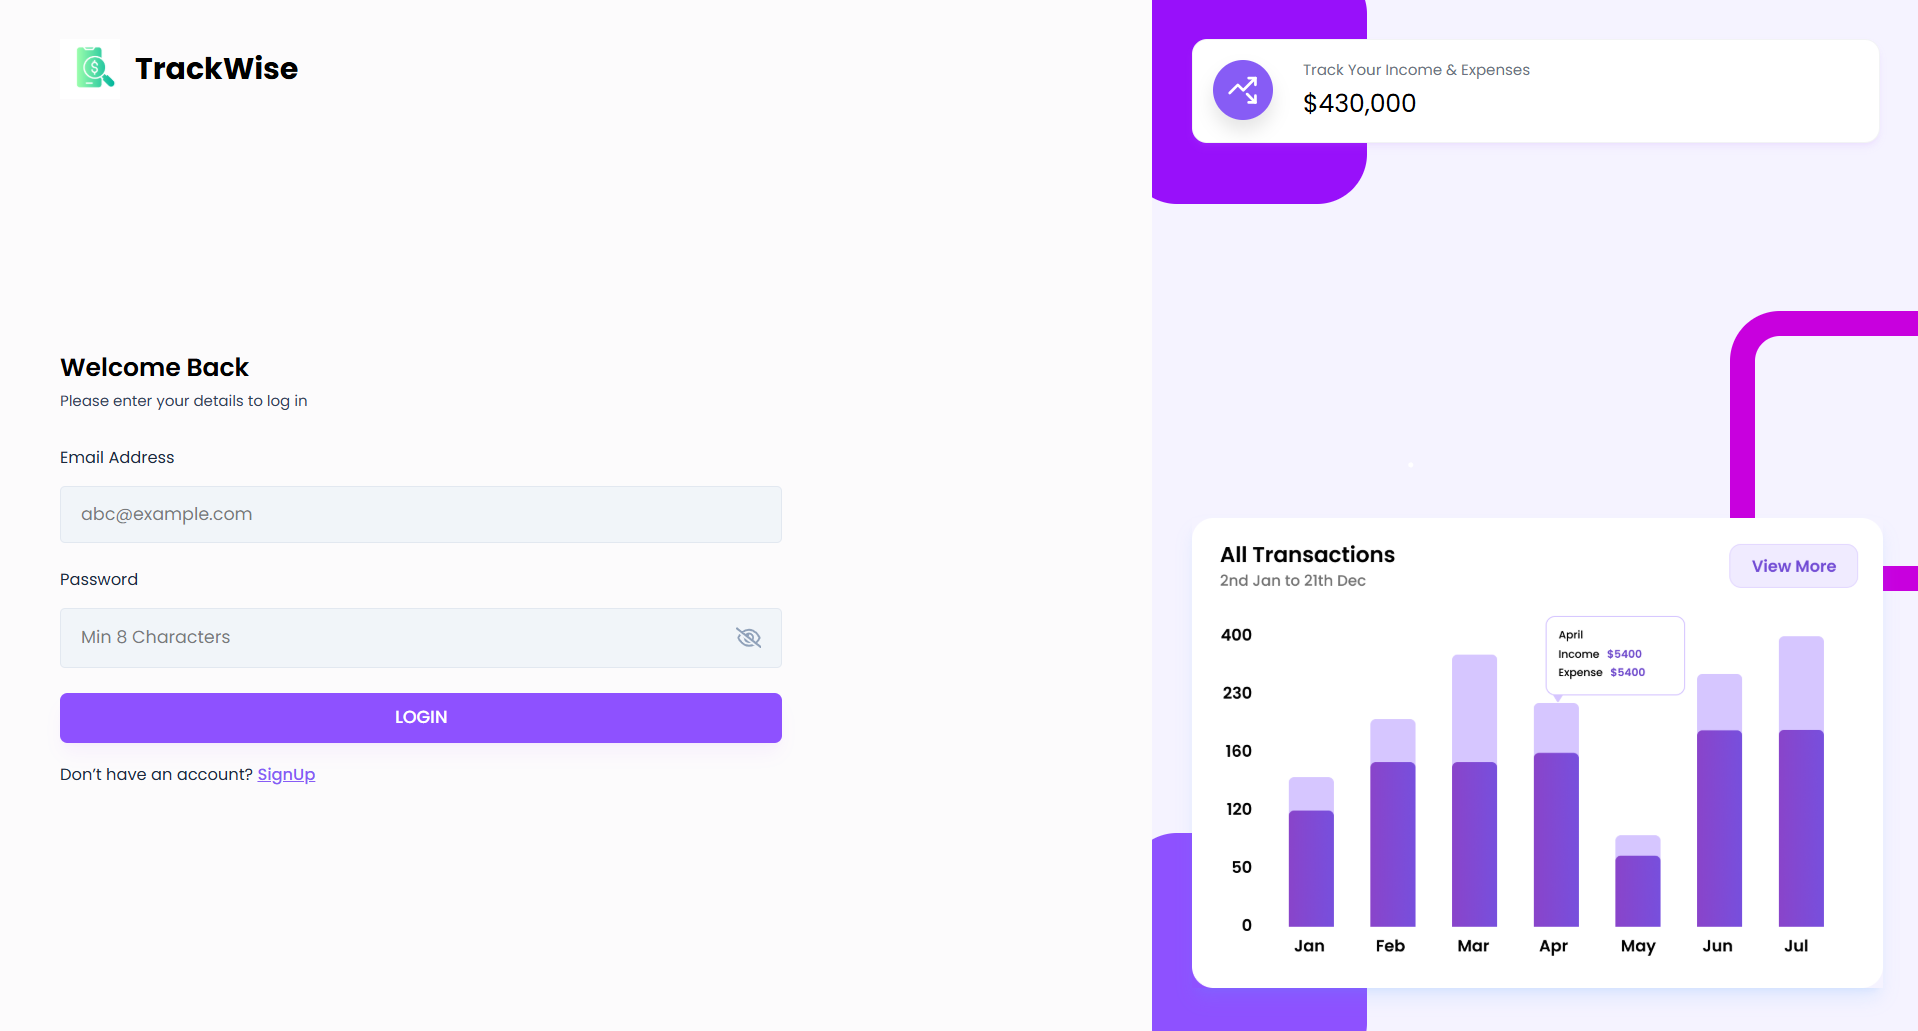 TrackWise
Welcome Back
Please enter your details to log in
Email Address
abc@example.com
Password
Min 8 Characters
LOGIN
Don’t have an account? SignUp
Track Your Income & Expenses
$430,000
All Transactions
2nd Jan to 21th Dec
View More
April
Income $5400
Expense $5400
400
230
160
120
50
0
Jan Feb Mar Apr May Jun Jul